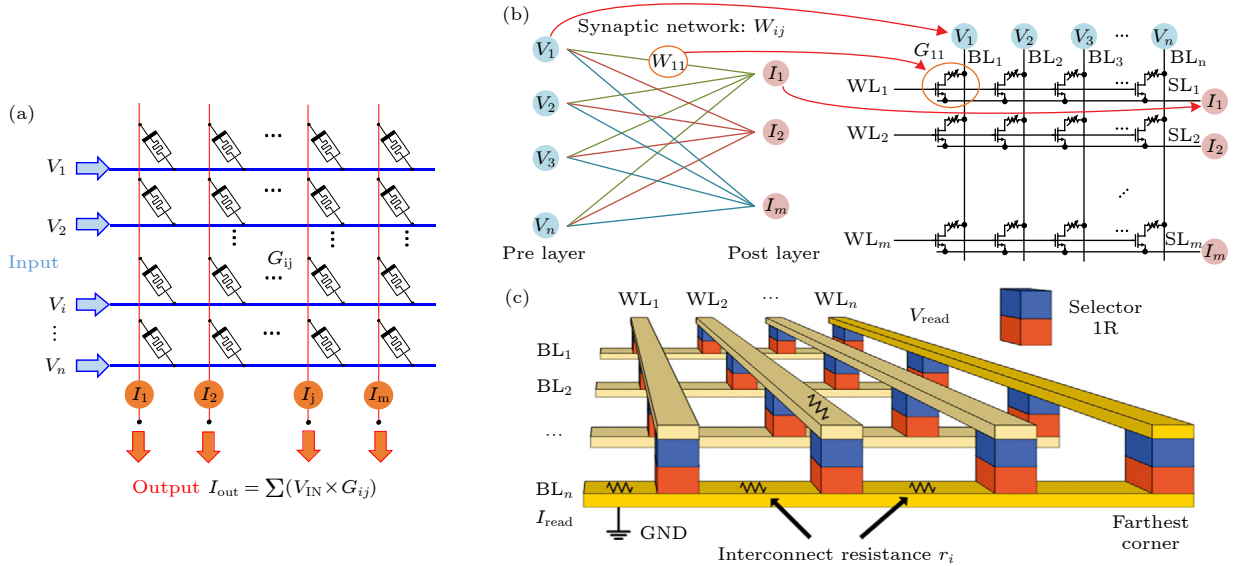 (a)
V1
V2
Input
Gij
Vi
⋮
Vn
I1 I2 Ij Im
Output Iout = ∑(VIN × Gij)
(b)
Synaptic network: Wij
V1
W11
V2
V3
Vn
I1
I2
Im
Pre layer
Post layer
G11
V1 V2 V3 ... Vn
BL1 BL2 BL3 BLn
WL1 ... SL1
I1
WL2 ... SL2
I2
WLm ... SLm
Im
(c)
WL1 WL2 ... WLn
Vread
Selector
1R
BL1
BL2
...
BLn
Iread
GND
Interconnect resistance ri
Farthest
corner